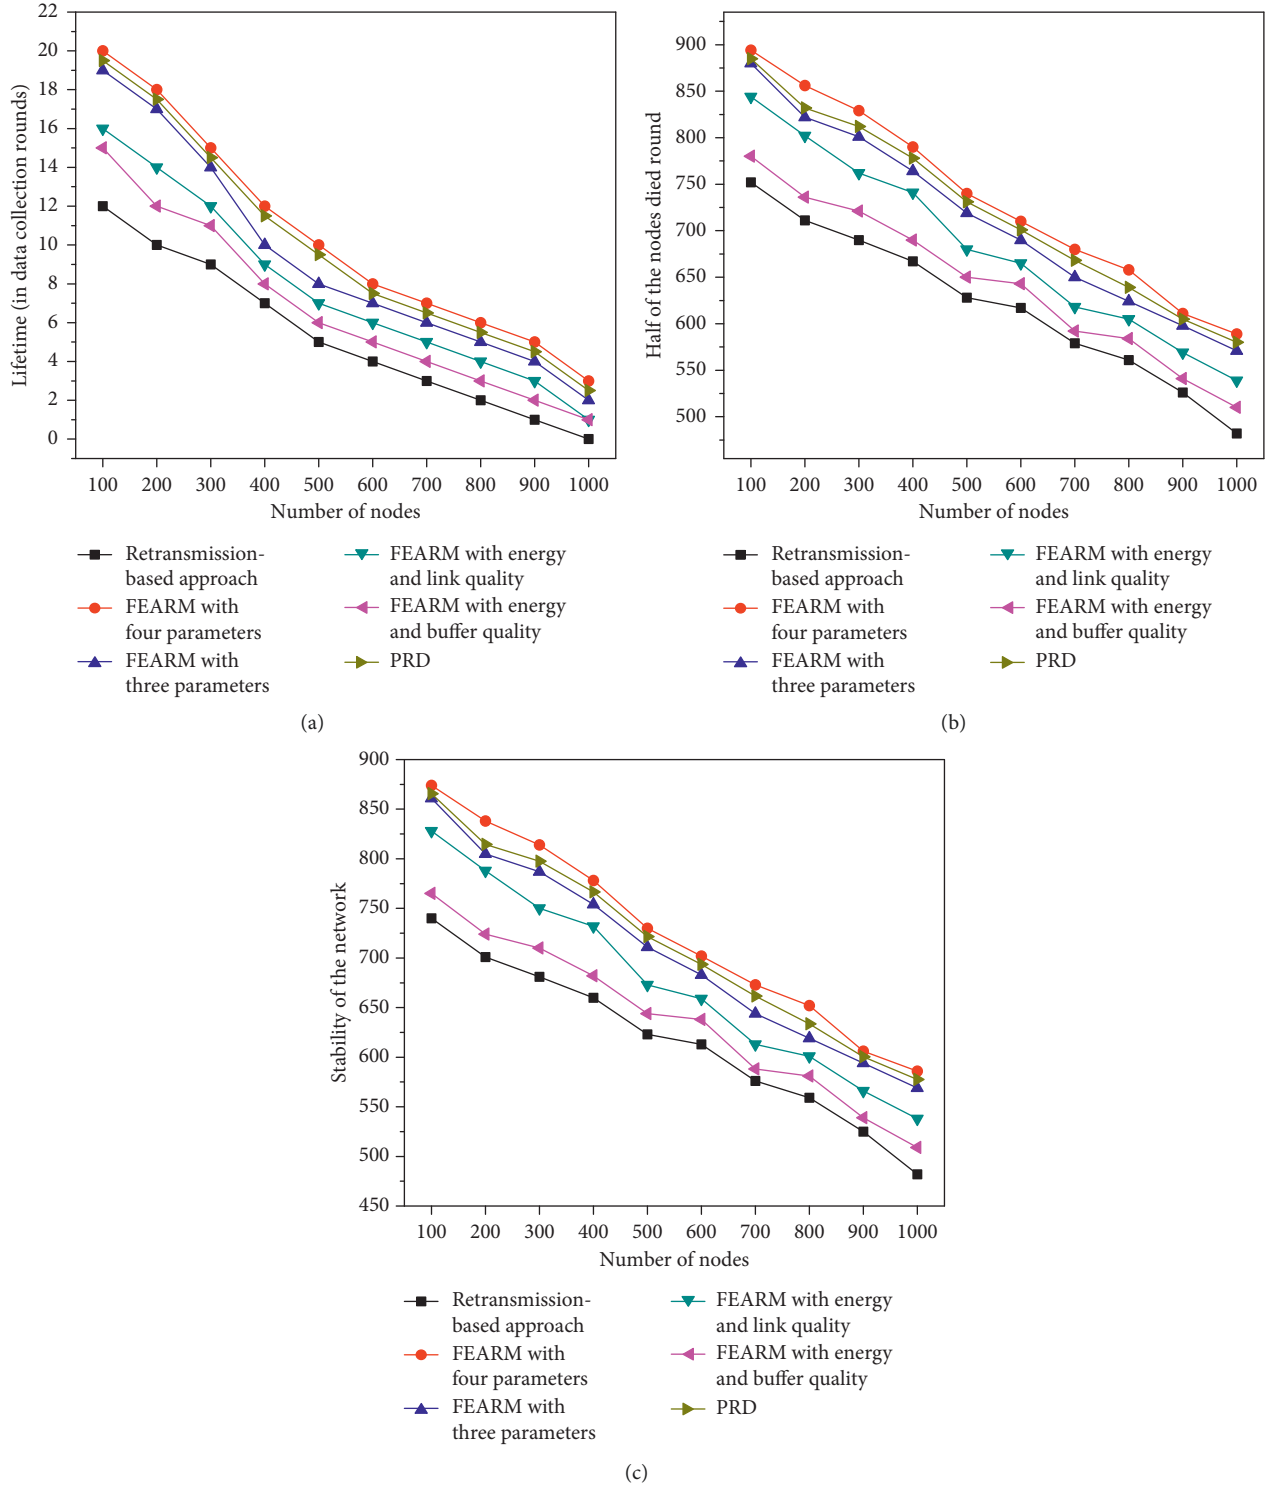 22
20
18
16
14
12
10
8
6
4
2
0
Lifetime (in data collection rounds)
100 200 300 400 500 600 700 800 900 1000
Number of nodes
Retransmission-
based approach
FEARM with
four parameters
FEARM with
three parameters
FEARM with energy
and link quality
FEARM with energy
and buffer quality
PRD
(a)
900
850
800
750
700
650
600
550
500
Half of the nodes died round
100 200 300 400 500 600 700 800 900 1000
Number of nodes
Retransmission-
based approach
FEARM with
four parameters
FEARM with
three parameters
FEARM with energy
and link quality
FEARM with energy
and buffer quality
PRD
(b)
900
850
800
750
700
650
600
550
500
450
Stability of the network
100 200 300 400 500 600 700 800 900 1000
Number of nodes
Retransmission-
based approach
FEARM with
four parameters
FEARM with
three parameters
FEARM with energy
and link quality
FEARM with energy
and buffer quality
PRD
(c)